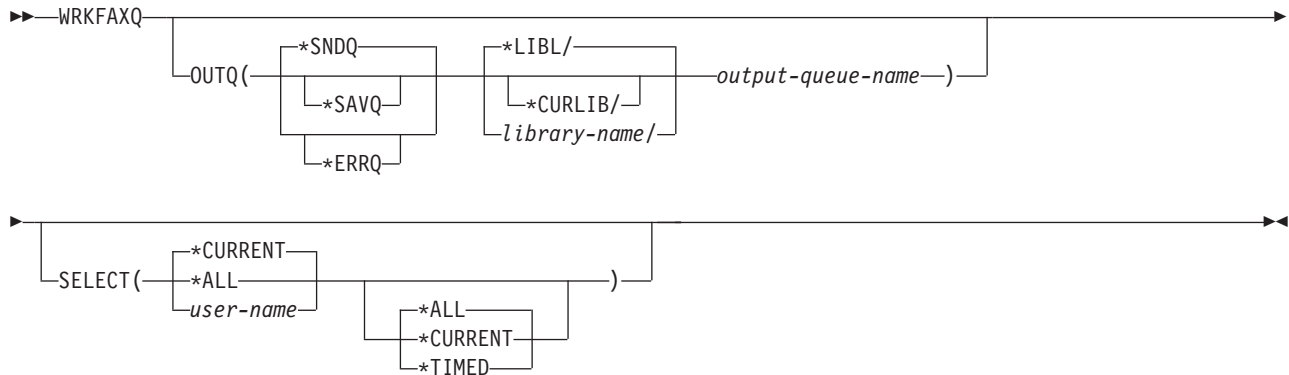 WRKFAXQ
*SNDQ *LIBL/
OUTQ( output-queue-name )
*SAVQ *CURLIB/
library-name/
*ERRQ
*CURRENT
SELECT( *ALL )
user-name *ALL
*CURRENT
*TIMED